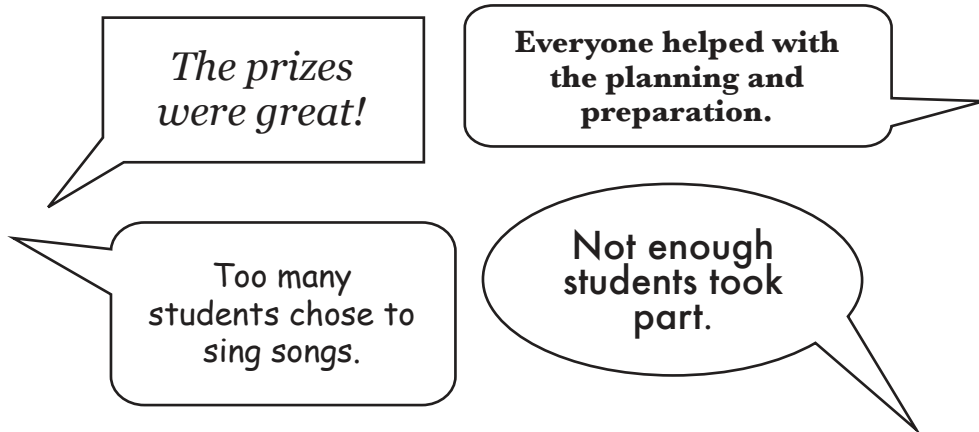 The prizes
were great!
Everyone helped with
the planning and
preparation.
Too many
students chose to
sing songs.
Not enough
students took
part.